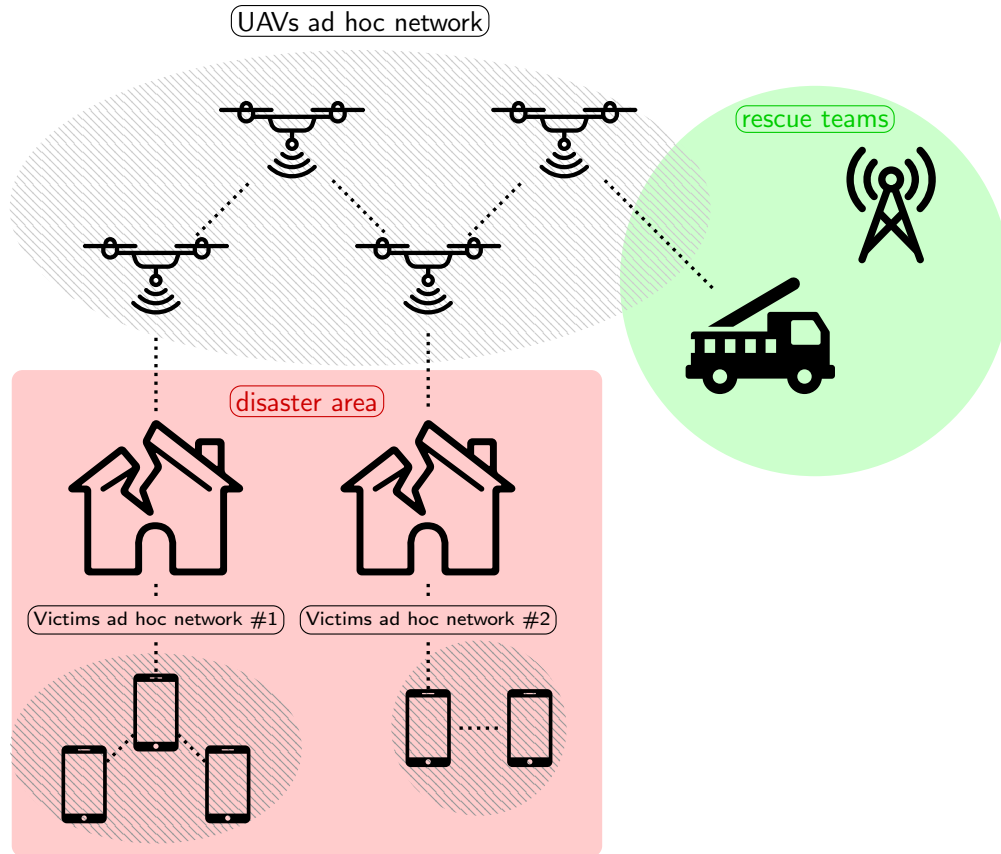 UAVs ad hoc network
rescue teams
disaster area
Victims ad hoc network #1
Victims ad hoc network #2